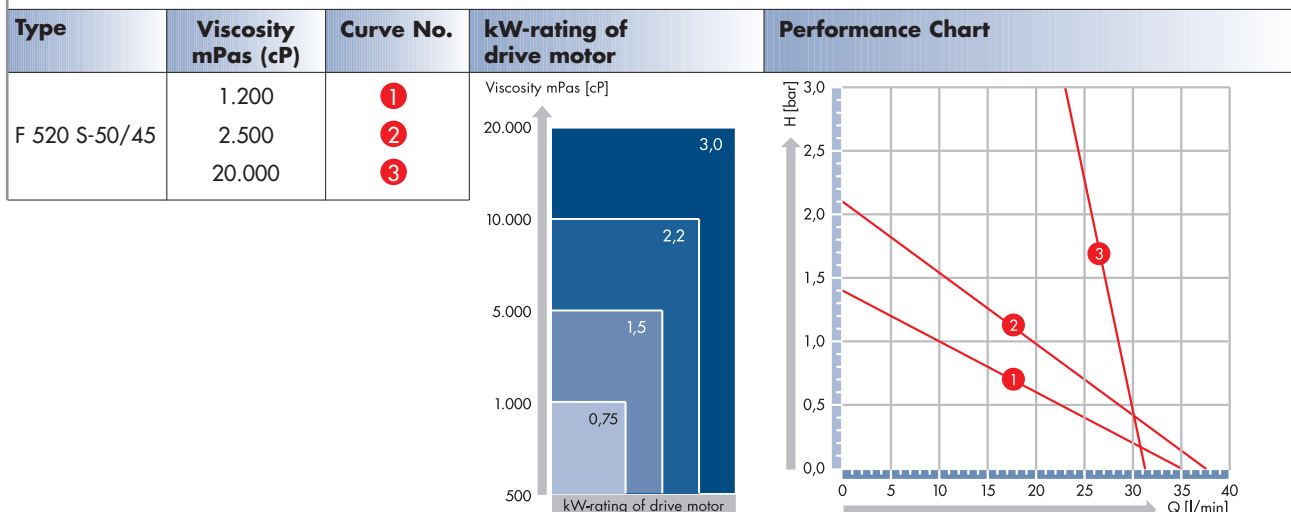 Type
Viscosity
mPas (cP)
Curve No.
kW-rating of
drive motor
Performance Chart
F 520 S-50/45
1.200
1
2.500
2
20.000
3
Viscosity mPas [cP]
20.000
10.000
5.000
1.000
500
3,0
2,2
1,5
0,75
kW-rating of drive motor
H [bar]
3,0
2,5
2,0
1,5
1,0
0,5
0,0
3
2
1
0 5 10 15 20 25 30 35 40
Q [l/min]